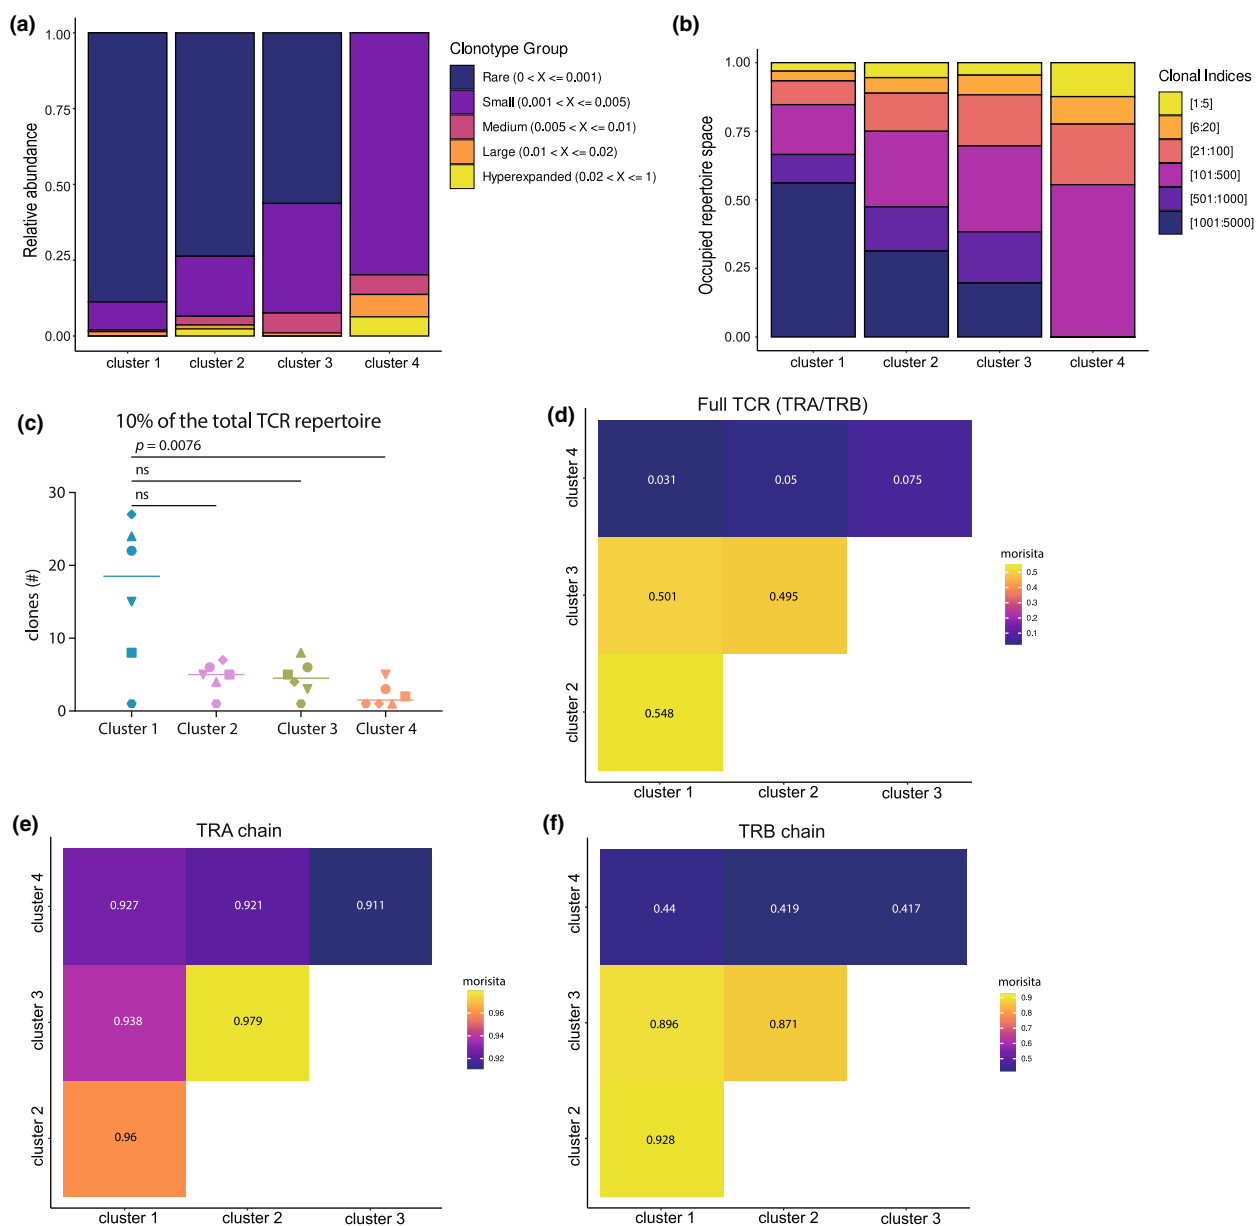 (a)
1.00
0.75
0.50
0.25
0.00
Relative abundance
cluster 1 cluster 2 cluster 3 cluster 4
Clonotype Group
Rare (0 < X <= 0.001)
Small (0.001 < X <= 0.005)
Medium (0.005 < X <= 0.01)
Large (0.01 < X <= 0.02)
Hyperexpanded (0.02 < X <= 1)
(b)
1.00
0.75
0.50
0.25
0.00
Occupied repertoire space
cluster 1 cluster 2 cluster 3 cluster 4
Clonal Indices
[1:5]
[6:20]
[21:100]
[101:500]
[501:1000]
[1001:5000]
(c)
10% of the total TCR repertoire
p = 0.0076
ns
ns
30
20
10
0
clones (#)
Cluster 1 Cluster 2 Cluster 3 Cluster 4
(d)
Full TCR (TRA/TRB)
cluster 4
0.031 0.05 0.075
cluster 3
0.501 0.495
cluster 2
0.548
cluster 1 cluster 2 cluster 3
morisita
0.5
0.4
0.3
0.2
0.1
(e)
TRA chain
cluster 4
0.927 0.921 0.911
cluster 3
0.938 0.979
cluster 2
0.96
cluster 1 cluster 2 cluster 3
morisita
0.96
0.94
0.92
(f)
TRB chain
cluster 4
0.44 0.419 0.417
cluster 3
0.896 0.871
cluster 2
0.928
cluster 1 cluster 2 cluster 3
morisita
0.9
0.8
0.7
0.6
0.5